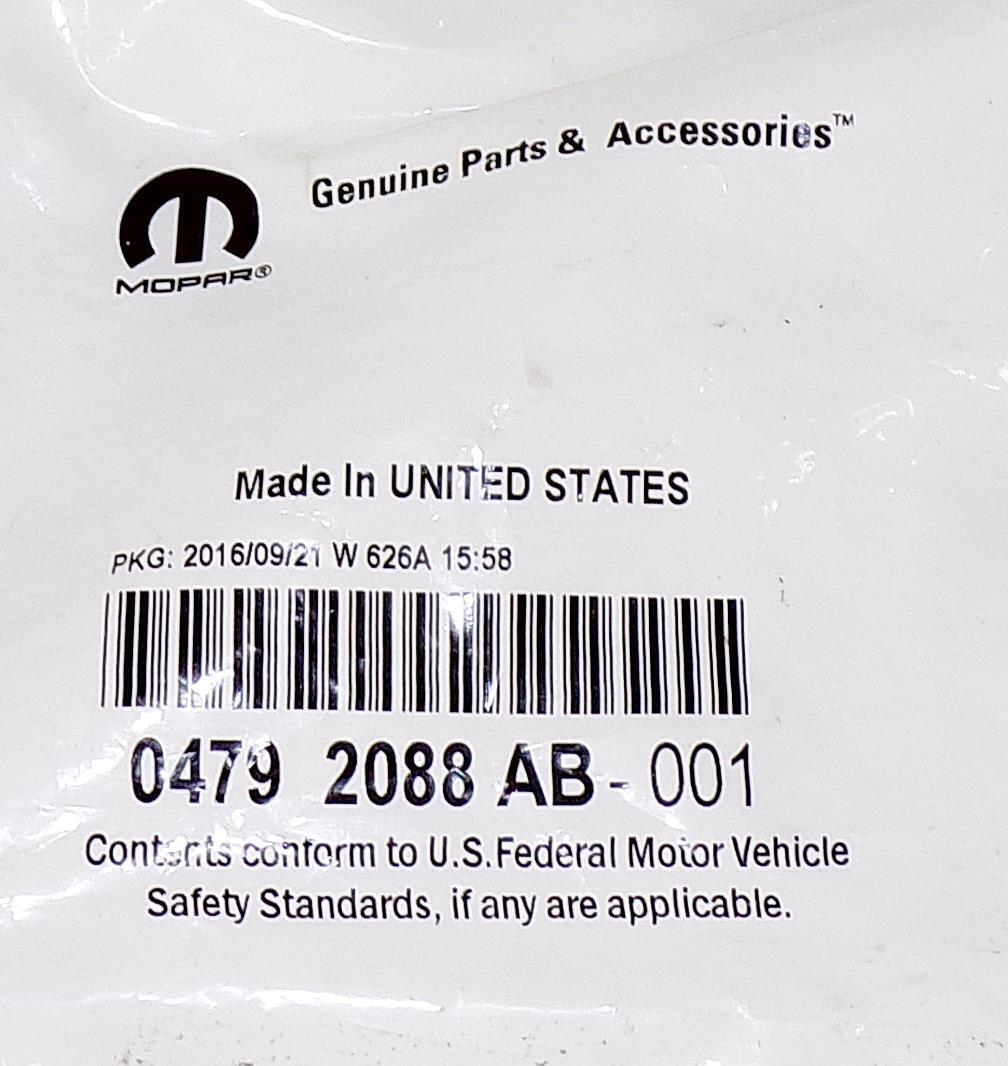 Genuine Parts & Accessories™
MOPAR®
Made In UNITED STATES
PKG: 2016/09/21 W 626A 15:58
0479 2088 AB - 001
Contents conform to U.S. Federal Motor Vehicle
Safety Standards, if any are applicable.